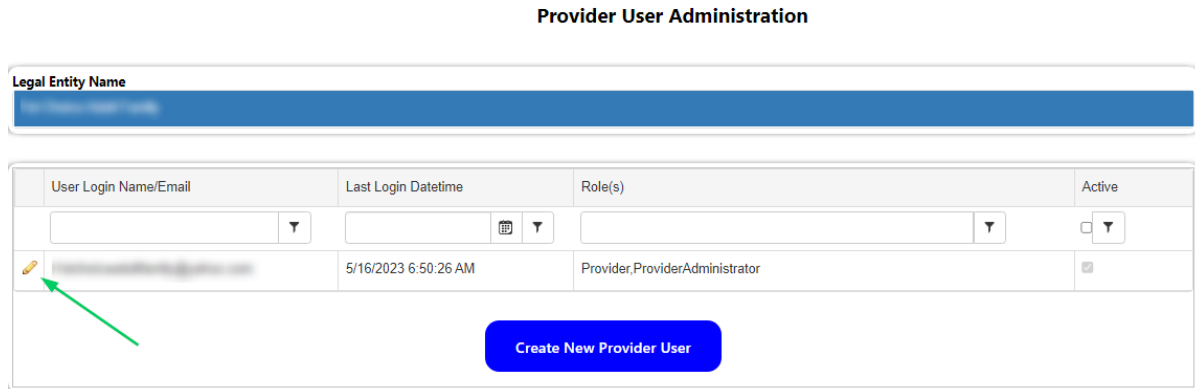 Provider User Administration
Legal Entity Name
User Login Name/Email Last Login Datetime Role(s) Active
5/16/2023 6:50:26 AM Provider,ProviderAdministrator
Create New Provider User